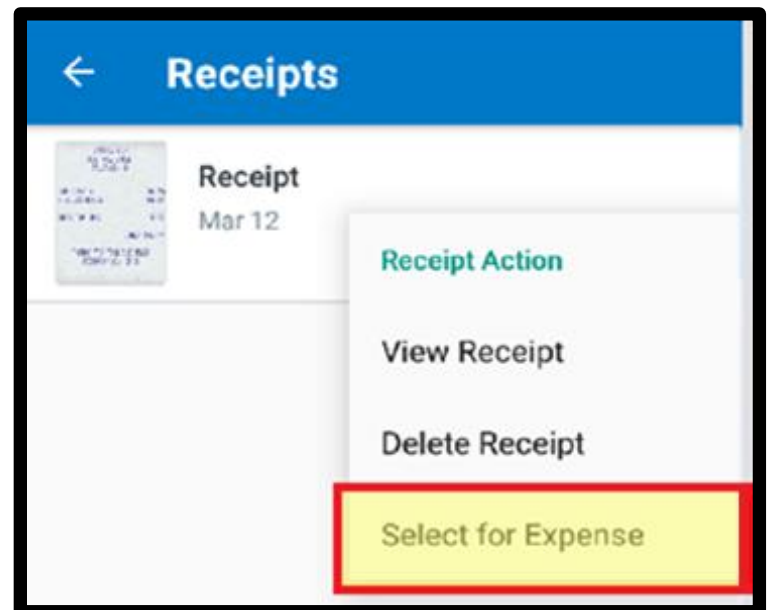 Receipts
Receipt
Mar 12
Receipt Action
View Receipt
Delete Receipt
Select for Expense